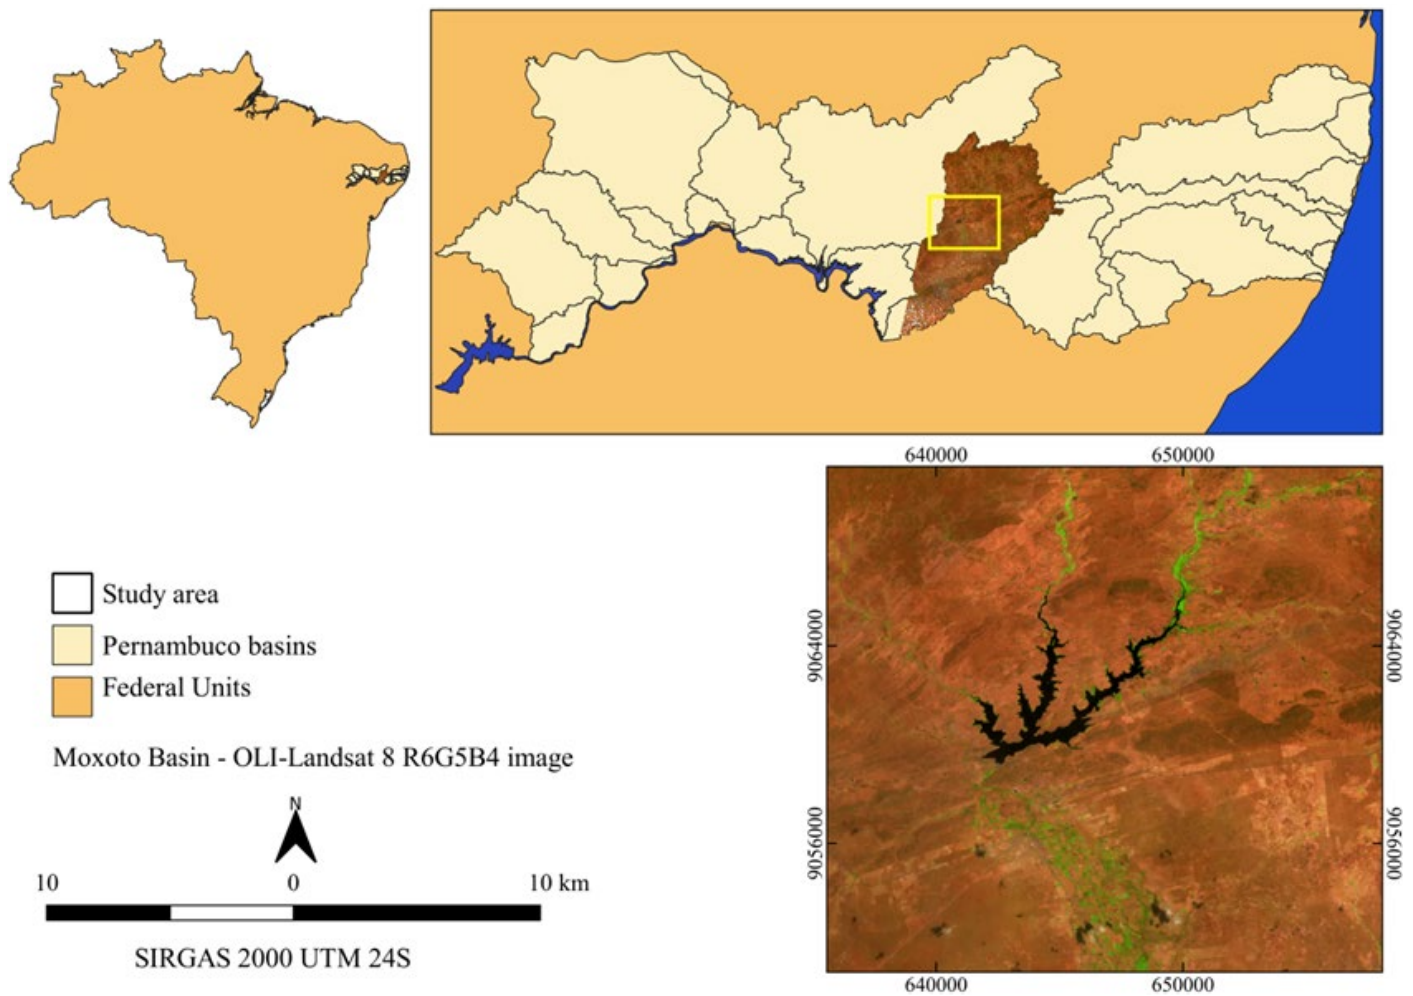 640000 650000
Study area
Pernambuco basins
Federal Units
Moxoto Basin - OLI-Landsat 8 R6G5B4 image
N
10 0 10 km
SIRGAS 2000 UTM 24S
9064000 9064000
9056000 9056000
640000 650000